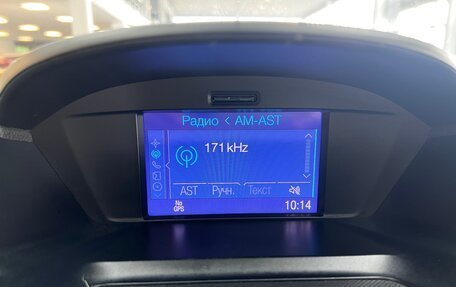 Радио < AM-AST
171 kHz
AST Ручн. Текст
No GPS 10:14